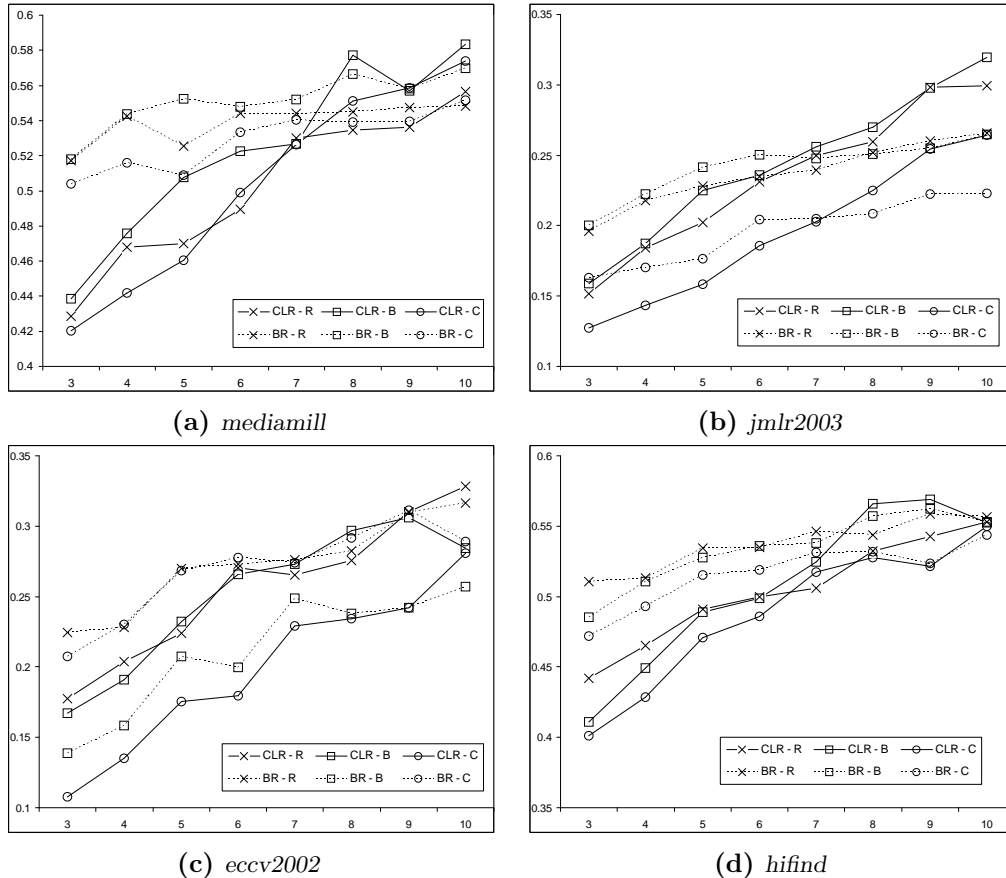 0.6
0.58
0.56
0.54
0.52
0.5
0.48
0.46
0.44
0.42
0.4
3 4 5 6 7 8 9 10
CLR - R CLR - B CLR - C
BR - R BR - B BR - C
(a) mediamill
0.35
0.3
0.25
0.2
0.15
0.1
3 4 5 6 7 8 9 10
CLR - R CLR - B CLR - C
BR - R BR - B BR - C
(b) jmlr2003
0.35
0.3
0.25
0.2
0.15
0.1
3 4 5 6 7 8 9 10
CLR - R CLR - B CLR - C
BR - R BR - B BR - C
(c) eccv2002
0.6
0.55
0.5
0.45
0.4
0.35
3 4 5 6 7 8 9 10
CLR - R CLR - B CLR - C
BR - R BR - B BR - C
(d) hifind